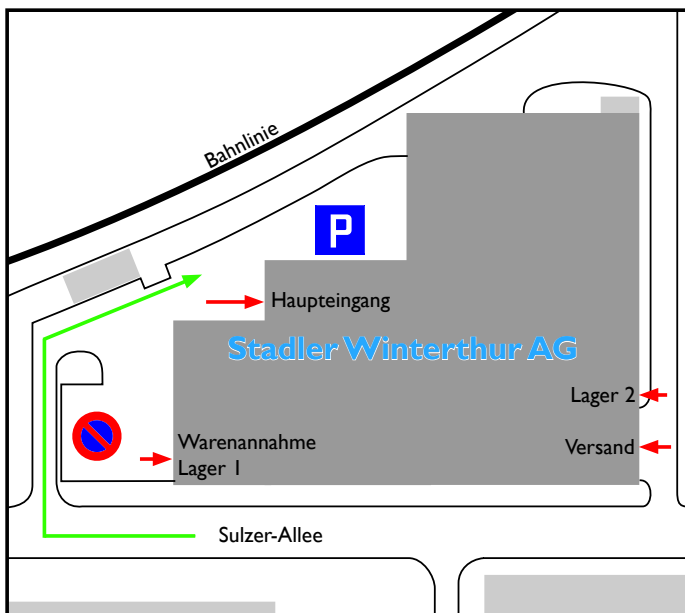 Bahnlinie
P
Haupteingang
Stadler Winterthur AG
Lager 2
Warenannahme
Lager 1
Versand
Sulzer-Allee